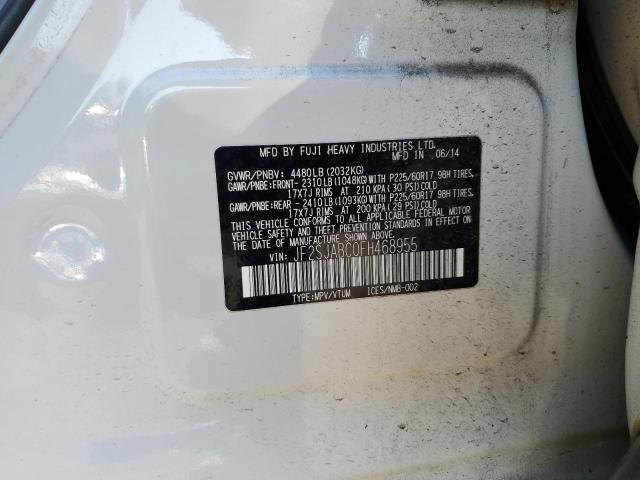 MFD BY FUJI HEAVY INDUSTRIES LTD.
MFD IN 06/14
GVWR/PNBV: 4480LB(2032KG)
GAWR/PNBE:FRONT- 2310LB(1048KG)WITH P225/60R17 98H TIRES,
17X7J RIMS AT 210 KPA(30 PSI)COLD
GAWR/PNBE:REAR - 2410LB(1093KG)WITH P225/60R17 98H TIRES,
17X7J RIMS AT 200 KPA(29 PSI)COLD
THIS VEHICLE CONFORMS TO ALL APPLICABLE FEDERAL MOTOR
VEHICLE SAFETY AND THEFT PREVENTION STANDARDS IN EFFECT ON
THE DATE OF MANUFACTURE SHOWN ABOVE.
VIN: JF2SJARC0FH468955
TYPE:MPV/VTUM ICES/NMB-002